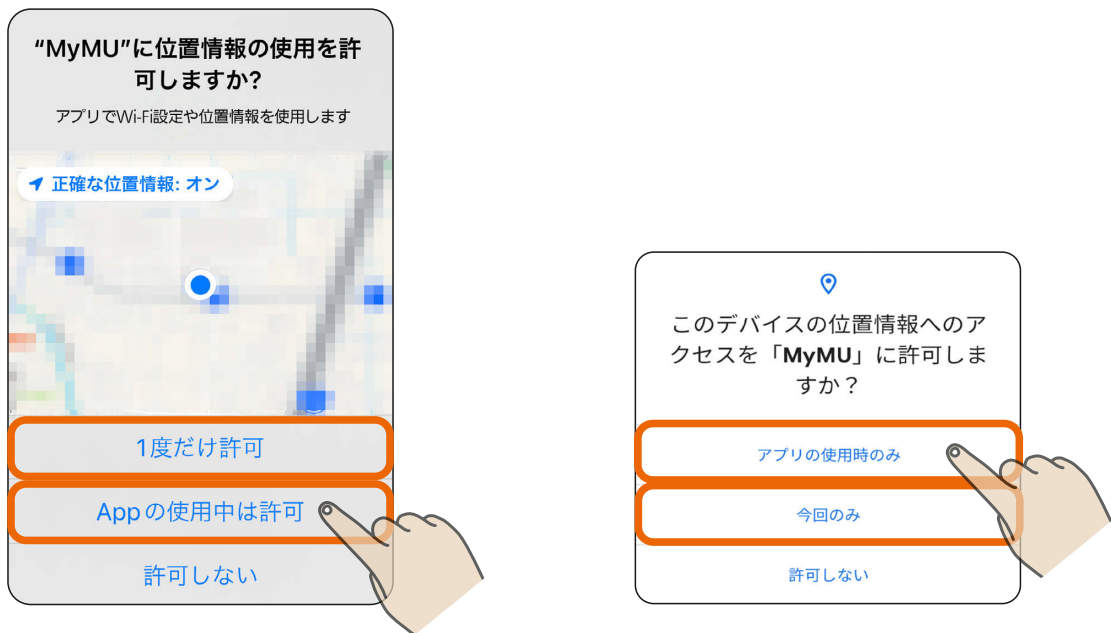 “MyMU”に位置情報の使用を許
可しますか?
アプリでWi-Fi設定や位置情報を使用します
正確な位置情報: オン
1度だけ許可
Appの使用中は許可
許可しない
このデバイスの位置情報へのア
クセスを「MyMU」に許可しま
すか？
アプリの使用時のみ
今回のみ
許可しない